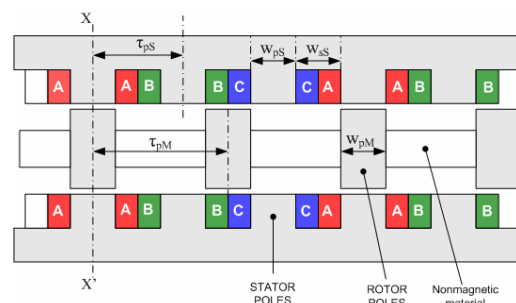 X
τpS
wpS wsS
A A B B C C A A B B
τpM
wpM
A A B B C C A A B B
X'
STATOR POLES
ROTOR POLES
Nonmagnetic material